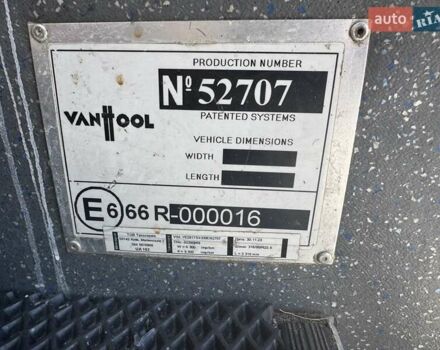 AUTO RIA
PRODUCTION NUMBER
Nº 52707
PATENTED SYSTEMS
VANHOOL
VEHICLE DIMENSIONS
WIDTH
LENGTH
E6 66 R-000016